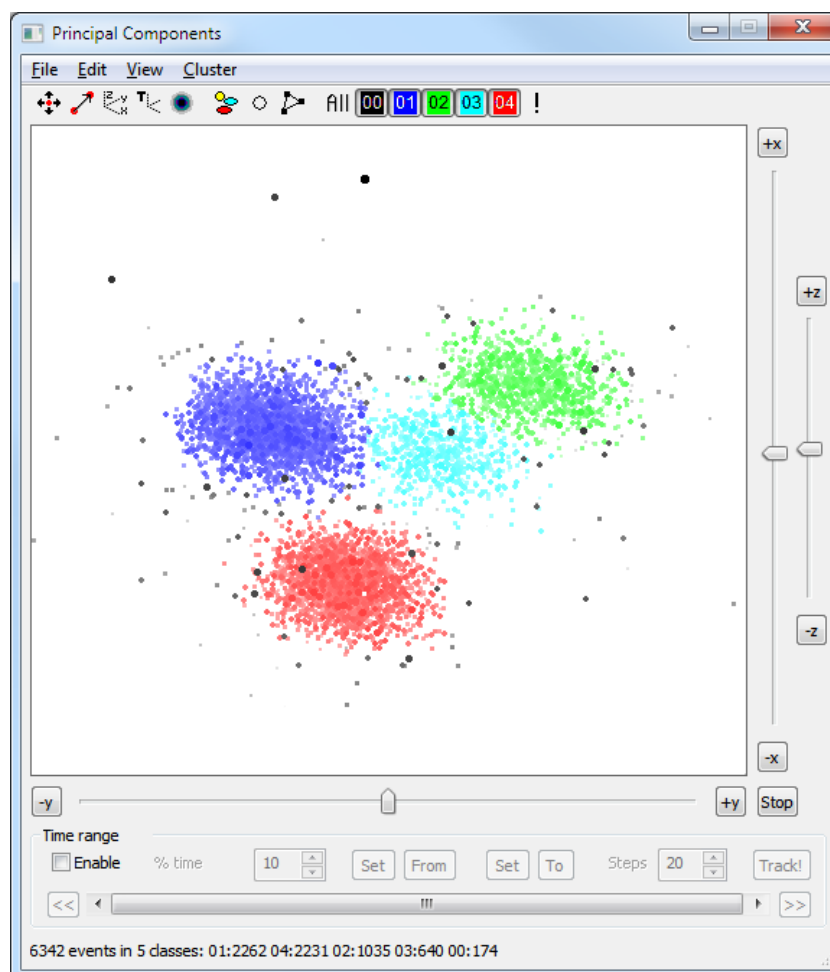 Principal Components
File Edit View Cluster
All 00 01 02 03 04 !
+x
+z
-z
-x
-y +y Stop
Time range
Enable % time 10 Set From Set To Steps 20 Track!
<< >>
6342 events in 5 classes: 01:2262 04:2231 02:1035 03:640 00:174